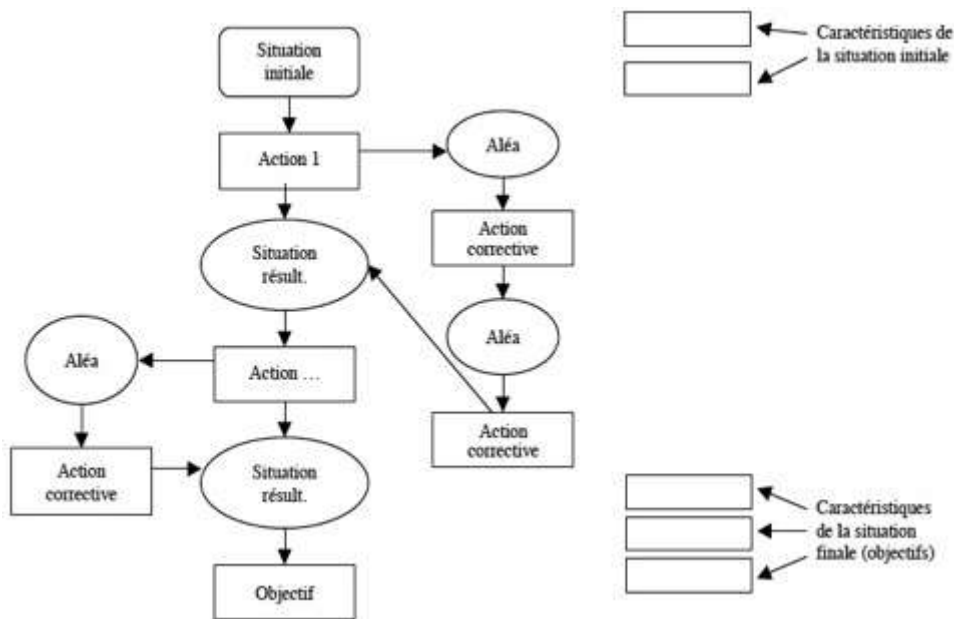 Situation
initiale
Caractéristiques de
la situation initiale
Action 1
Aléa
Situation
résult.
Action
corrective
Aléa
Aléa
Action ...
Action
corrective
Action
corrective
Situation
résult.
Caractéristiques
de la situation
finale (objectifs)
Objectif